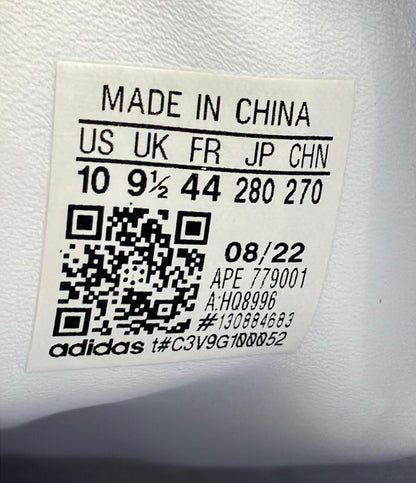 MADE IN CHINA
US UK FR JP CHN
10 9½ 44 280 270
08/22
APE 779001
A:HQ8996
#130884683
adidas t#C3V9G100052